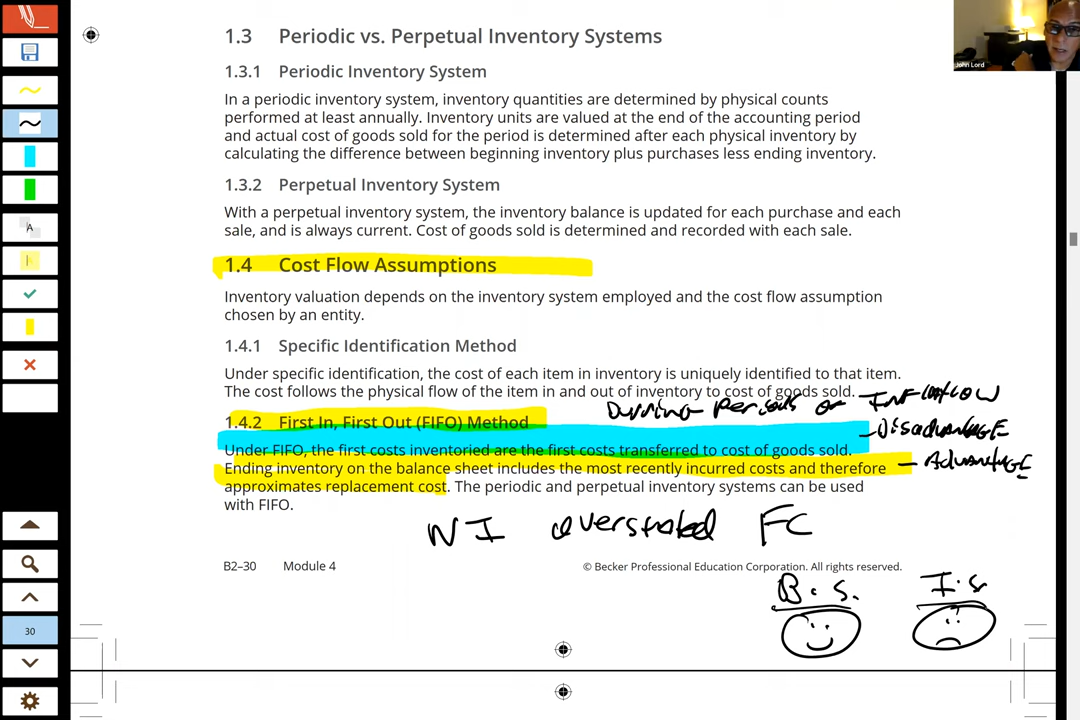 John Lord
1.3 Periodic vs. Perpetual Inventory Systems
1.3.1 Periodic Inventory System
In a periodic inventory system, inventory quantities are determined by physical counts
performed at least annually. Inventory units are valued at the end of the accounting period
and actual cost of goods sold for the period is determined after each physical inventory by
calculating the difference between beginning inventory plus purchases less ending inventory.
1.3.2 Perpetual Inventory System
With a perpetual inventory system, the inventory balance is updated for each purchase and each
sale, and is always current. Cost of goods sold is determined and recorded with each sale.
1.4 Cost Flow Assumptions
Inventory valuation depends on the inventory system employed and the cost flow assumption
chosen by an entity.
1.4.1 Specific Identification Method
Under specific identification, the cost of each item in inventory is uniquely identified to that item.
The cost follows the physical flow of the item in and out of inventory to cost of goods sold.
During Periods of
1.4.2 First In, First Out (FIFO) Method
- Disadvantage
Under FIFO, the first costs inventoried are the first costs transferred to cost of goods sold.
Ending inventory on the balance sheet includes the most recently incurred costs and therefore - ADVANTAGE
approximates replacement cost. The periodic and perpetual inventory systems can be used
with FIFO.
NI overstated FC
B2–30 Module 4 © Becker Professional Education Corporation. All rights reserved.
B.S. I.S.
A
30